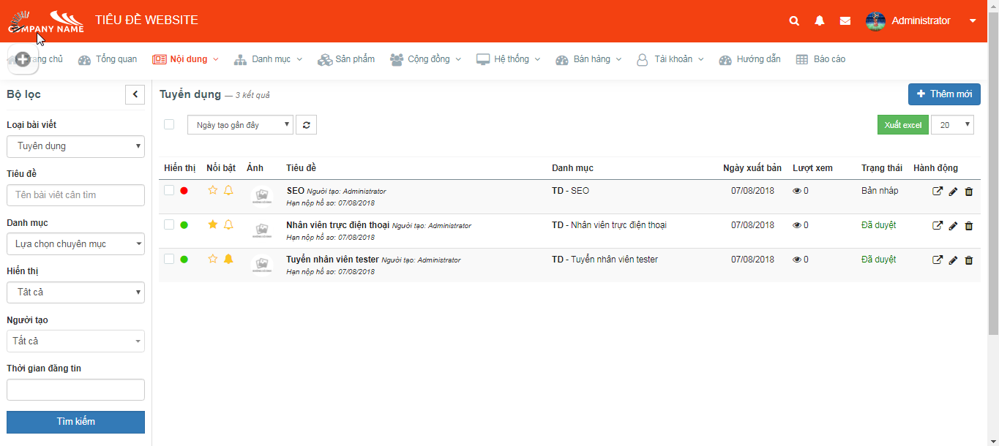 COMPANY NAME TIÊU ĐỀ WEBSITE Administrator
Trang chủ Tổng quan Nội dung Danh mục Sản phẩm Cộng đồng Hệ thống Bán hàng Tài khoản Hướng dẫn Báo cáo
Bộ lọc
Loại bài viết
Tuyển dụng
Tiêu đề
Tên bài viết cần tìm
Danh mục
Lựa chọn chuyên mục
Hiển thị
Tất cả
Người tạo
Tất cả
Thời gian đăng tin
Tìm kiếm
Tuyển dụng — 3 kết quả
Thêm mới
Ngày tạo gần đây
Xuất excel 20
Hiển thị Nổi bật Ảnh Tiêu đề Danh mục Ngày xuất bản Lượt xem Trạng thái Hành động
SEO Người tạo: Administrator TD - SEO 07/08/2018 0 Bản nháp
Hạn nộp hồ sơ: 07/08/2018
Nhân viên trực điện thoại Người tạo: Administrator TD - Nhân viên trực điện thoại 07/08/2018 0 Đã duyệt
Hạn nộp hồ sơ: 07/08/2018
Tuyển nhân viên tester Người tạo: Administrator TD - Tuyển nhân viên tester 07/08/2018 0 Đã duyệt
Hạn nộp hồ sơ: 07/08/2018